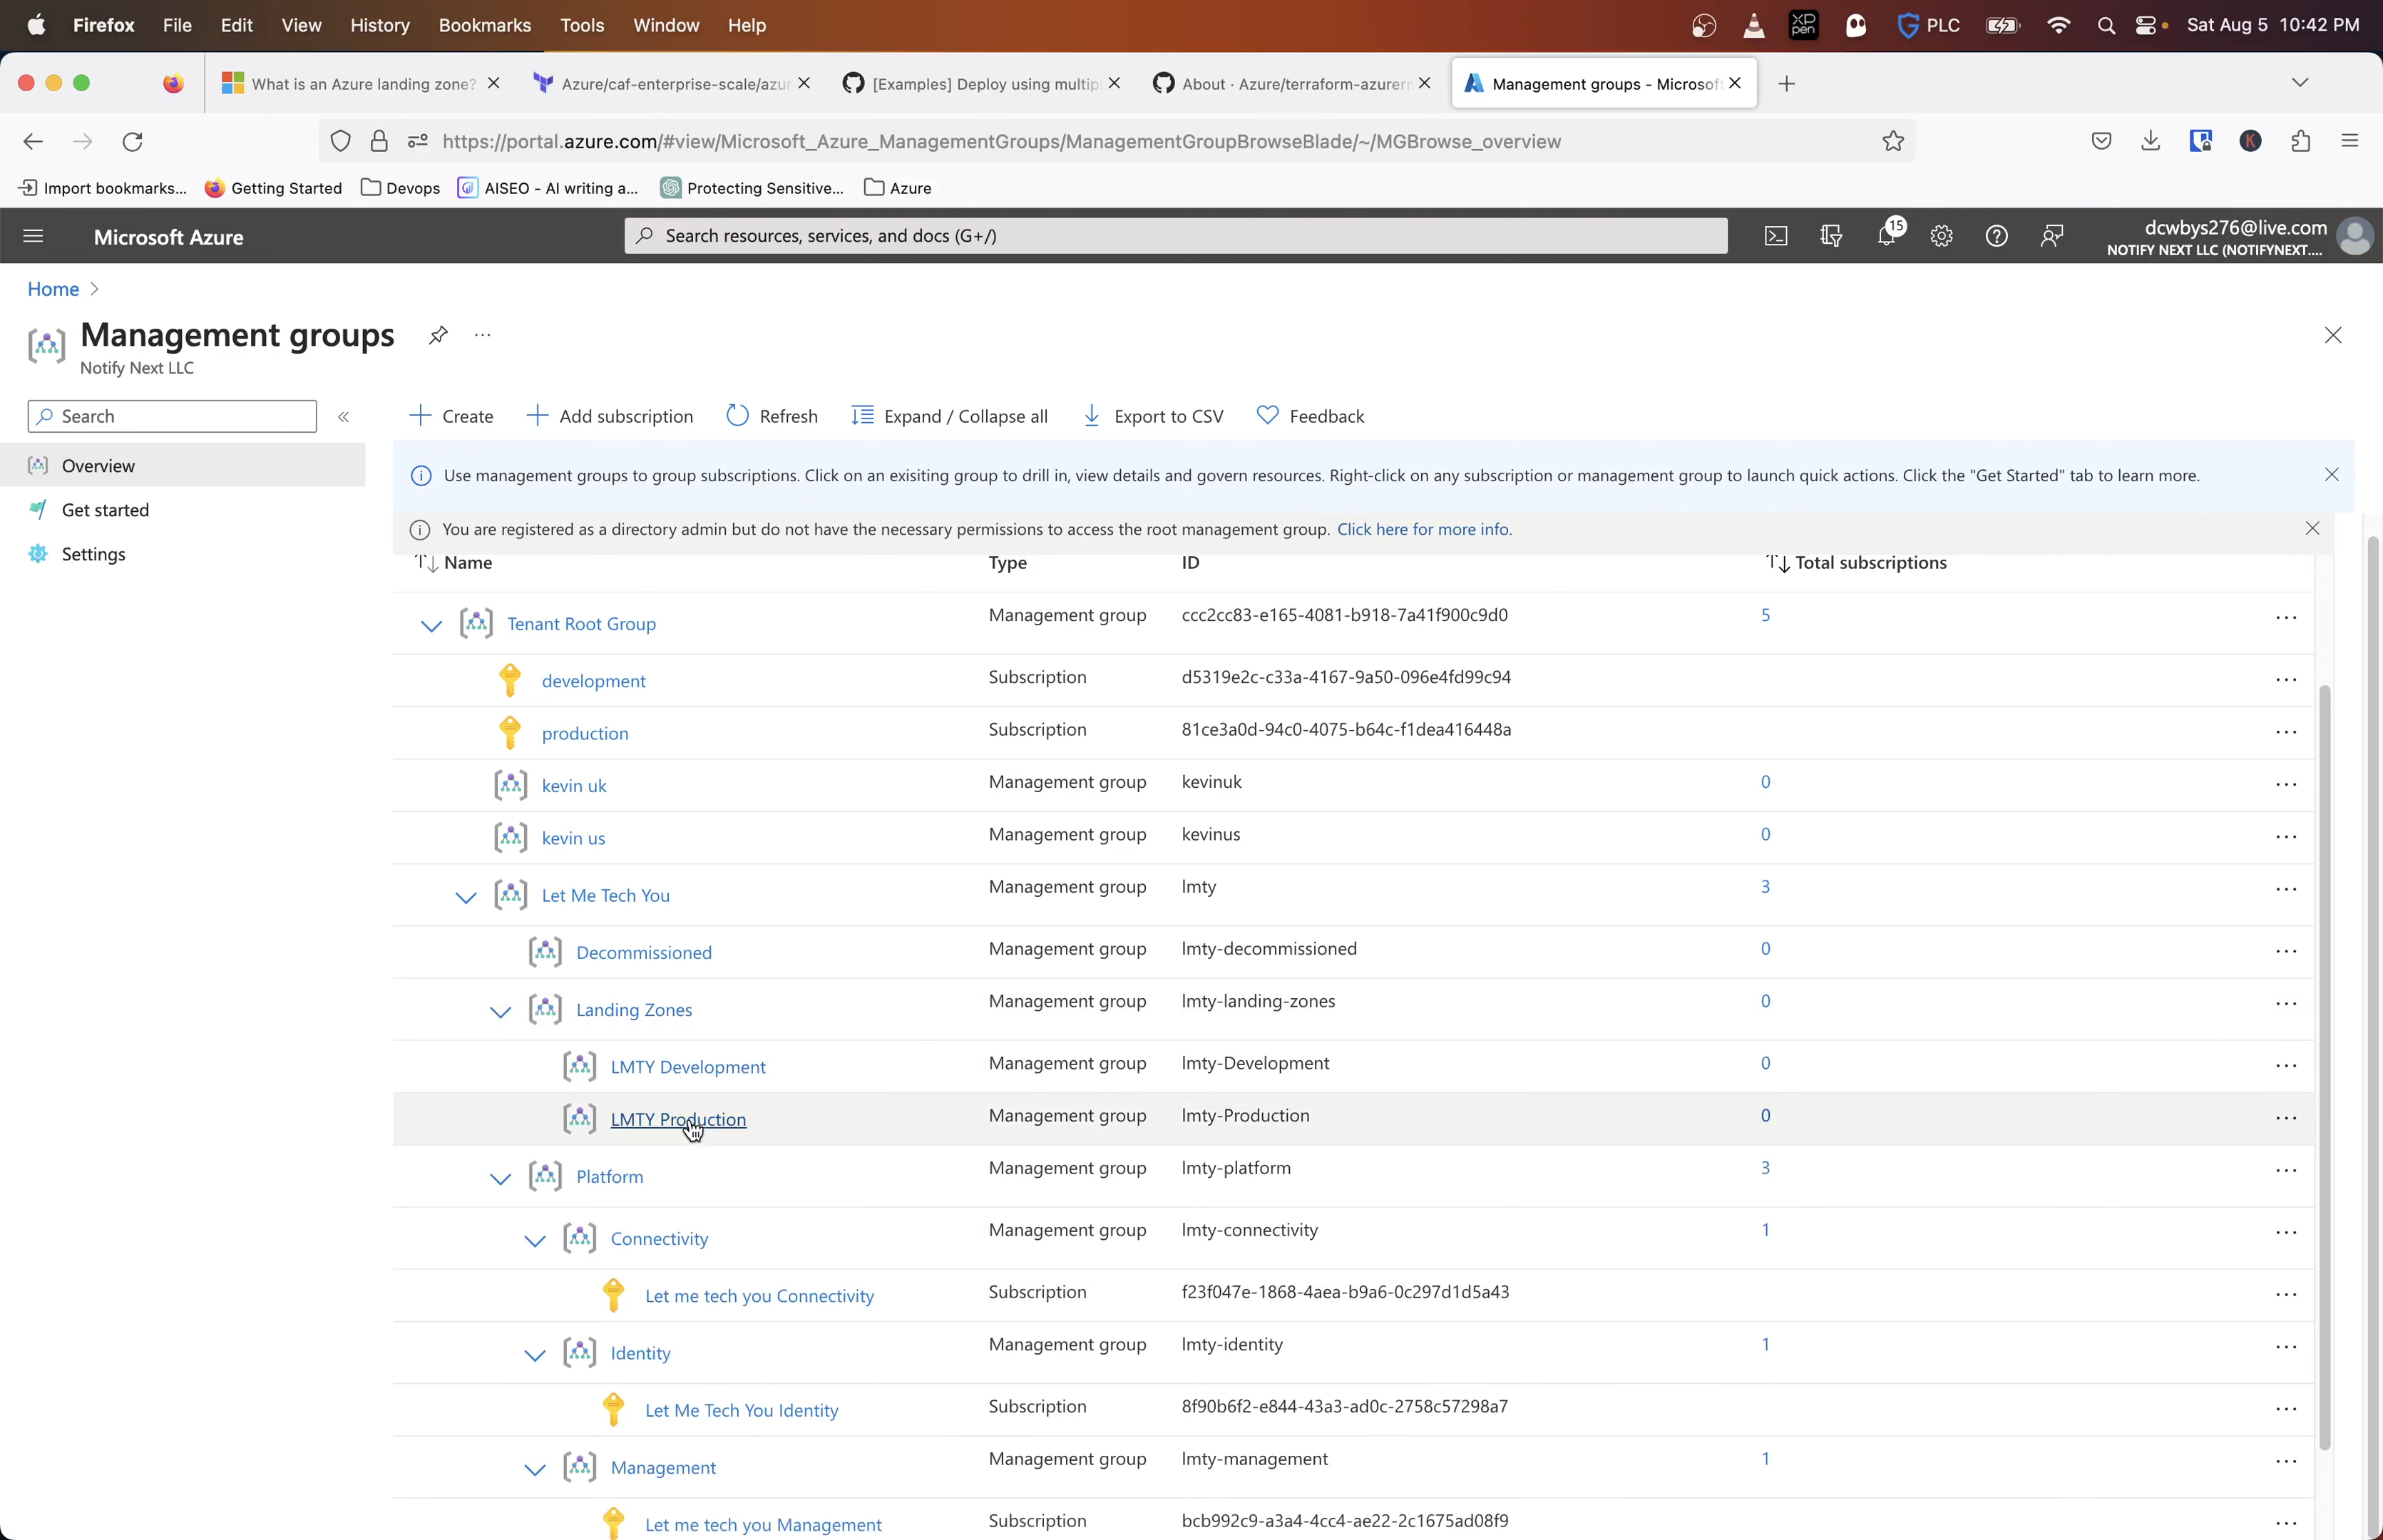 Firefox File Edit View History Bookmarks Tools Window Help XP pen PLC Sat Aug 5 10:42 PM
What is an Azure landing zone? Azure/caf-enterprise-scale/azur [Examples] Deploy using multipl About · Azure/terraform-azurerm Management groups - Microsoft
https://portal.azure.com/#view/Microsoft_Azure_ManagementGroups/ManagementGroupBrowseBlade/~/MGBrowse_overview
Import bookmarks... Getting Started Devops AISEO - AI writing a... Protecting Sensitive... Azure
Microsoft Azure Search resources, services, and docs (G+/) 15 dcwbys276@live.com
NOTIFY NEXT LLC (NOTIFYNEXT....
Home >
Management groups ...
Notify Next LLC
Search « Create Add subscription Refresh Expand / Collapse all Export to CSV Feedback
Overview
Get started
Settings
Use management groups to group subscriptions. Click on an exisiting group to drill in, view details and govern resources. Right-click on any subscription or management group to launch quick actions. Click the "Get Started" tab to learn more.
You are registered as a directory admin but do not have the necessary permissions to access the root management group. Click here for more info.
Name Type ID Total subscriptions
Tenant Root Group Management group ccc2cc83-e165-4081-b918-7a41f900c9d0 5 ...
development Subscription d5319e2c-c33a-4167-9a50-096e4fd99c94 ...
production Subscription 81ce3a0d-94c0-4075-b64c-f1dea416448a ...
kevin uk Management group kevinuk 0 ...
kevin us Management group kevinus 0 ...
Let Me Tech You Management group lmty 3 ...
Decommissioned Management group lmty-decommissioned 0 ...
Landing Zones Management group lmty-landing-zones 0 ...
LMTY Development Management group lmty-Development 0 ...
LMTY Production Management group lmty-Production 0 ...
Platform Management group lmty-platform 3 ...
Connectivity Management group lmty-connectivity 1 ...
Let me tech you Connectivity Subscription f23f047e-1868-4aea-b9a6-0c297d1d5a43 ...
Identity Management group lmty-identity 1 ...
Let Me Tech You Identity Subscription 8f90b6f2-e844-43a3-ad0c-2758c57298a7 ...
Management Management group lmty-management 1 ...
Let me tech you Management Subscription bcb992c9-a3a4-4cc4-ae22-2c1675ad08f9 ...